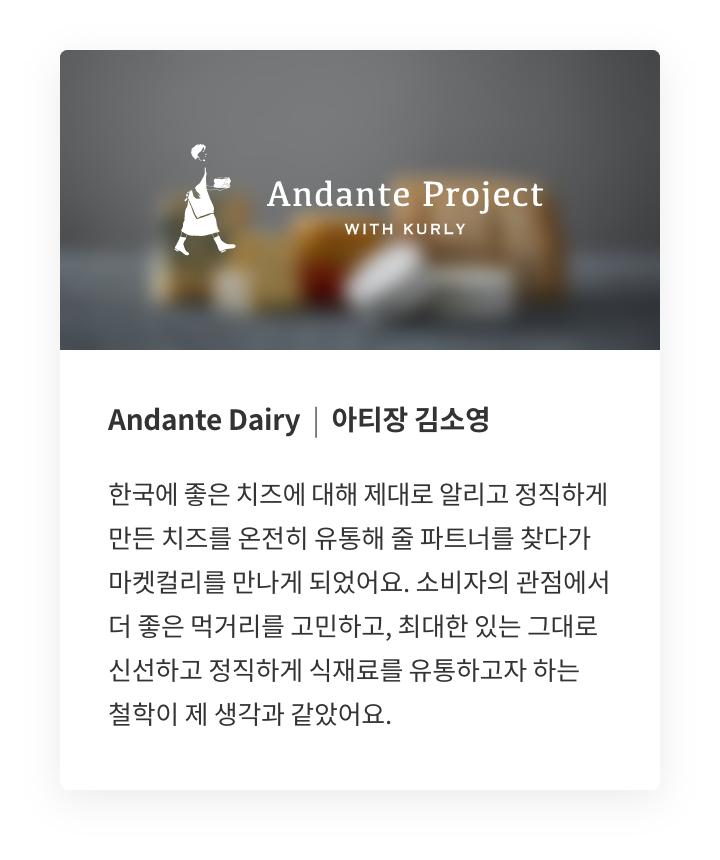 Andante Project
WITH KURLY
Andante Dairy | 아티장 김소영
한국에 좋은 치즈에 대해 제대로 알리고 정직하게
만든 치즈를 온전히 유통해 줄 파트너를 찾다가
마켓컬리를 만나게 되었어요. 소비자의 관점에서
더 좋은 먹거리를 고민하고, 최대한 있는 그대로
신선하고 정직하게 식재료를 유통하고자 하는
철학이 제 생각과 같았어요.